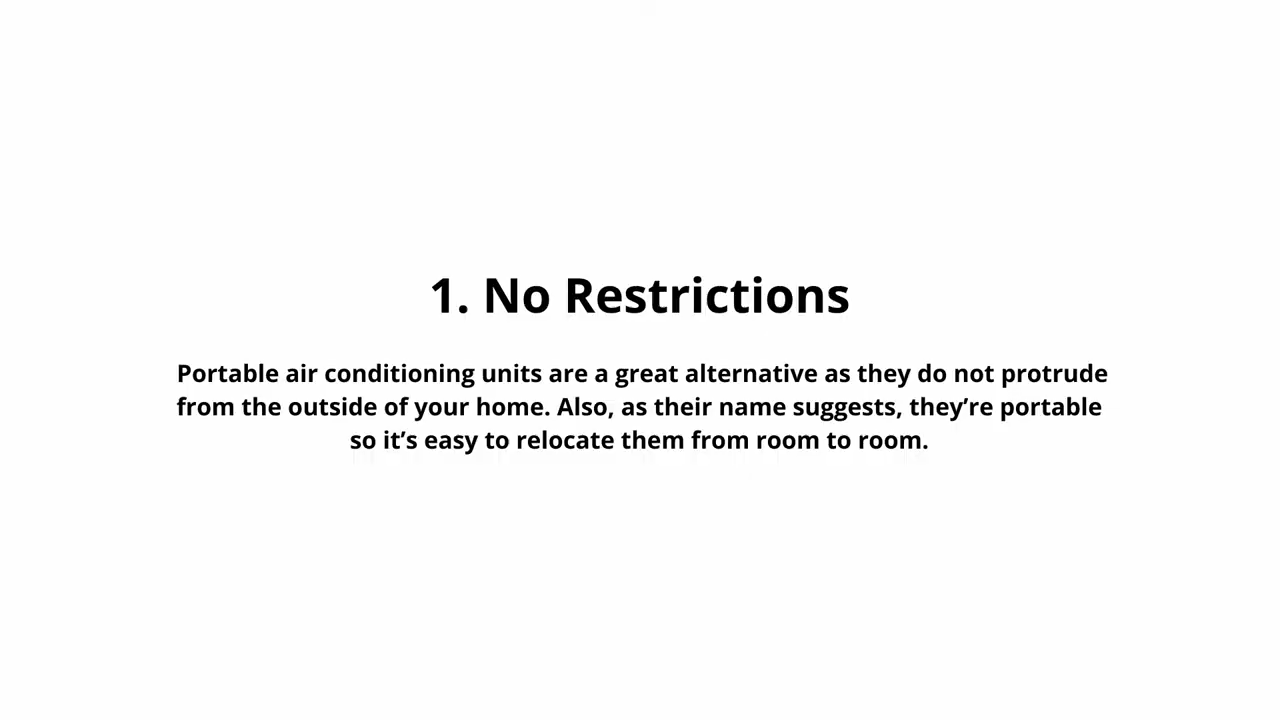 1. No Restrictions
Portable air conditioning units are a great alternative as they do not protrude
from the outside of your home. Also, as their name suggests, they’re portable
so it’s easy to relocate them from room to room.